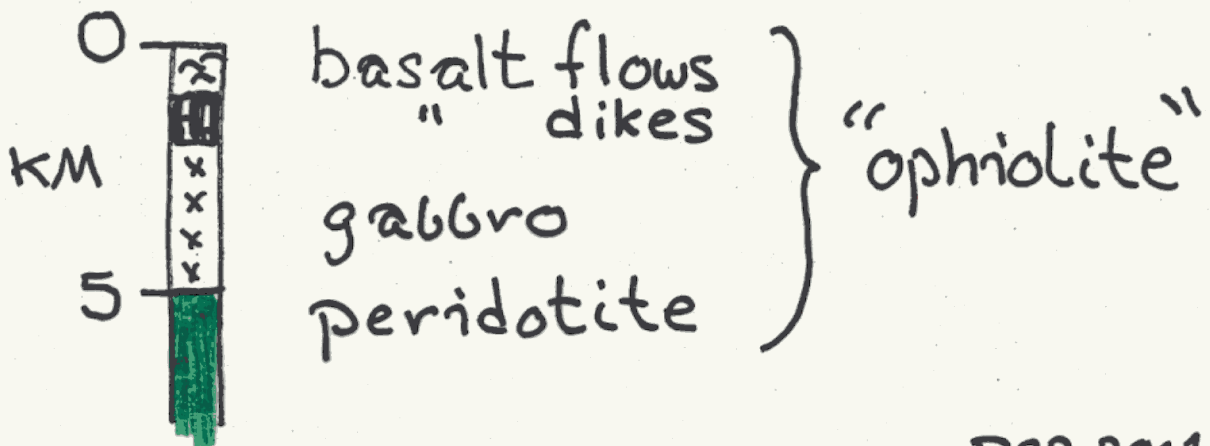 0
basalt flows
" dikes
KM
"ophiolite"
gabbro
5
peridotite